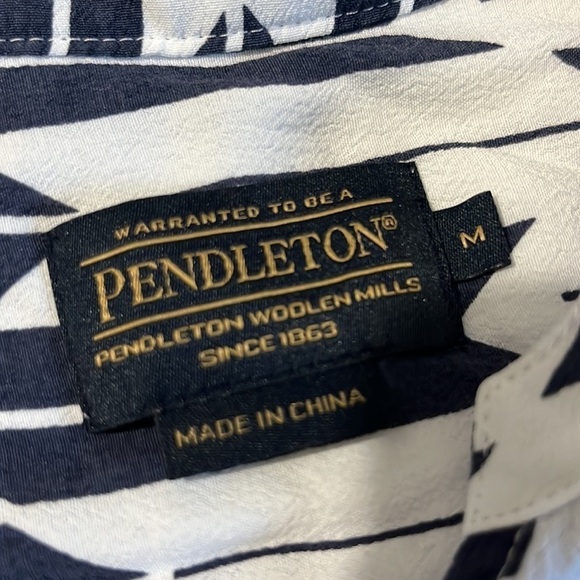 WARRANTED TO BE A
PENDLETON®
PENDLETON WOOLEN MILLS
SINCE 1863
M
MADE IN CHINA